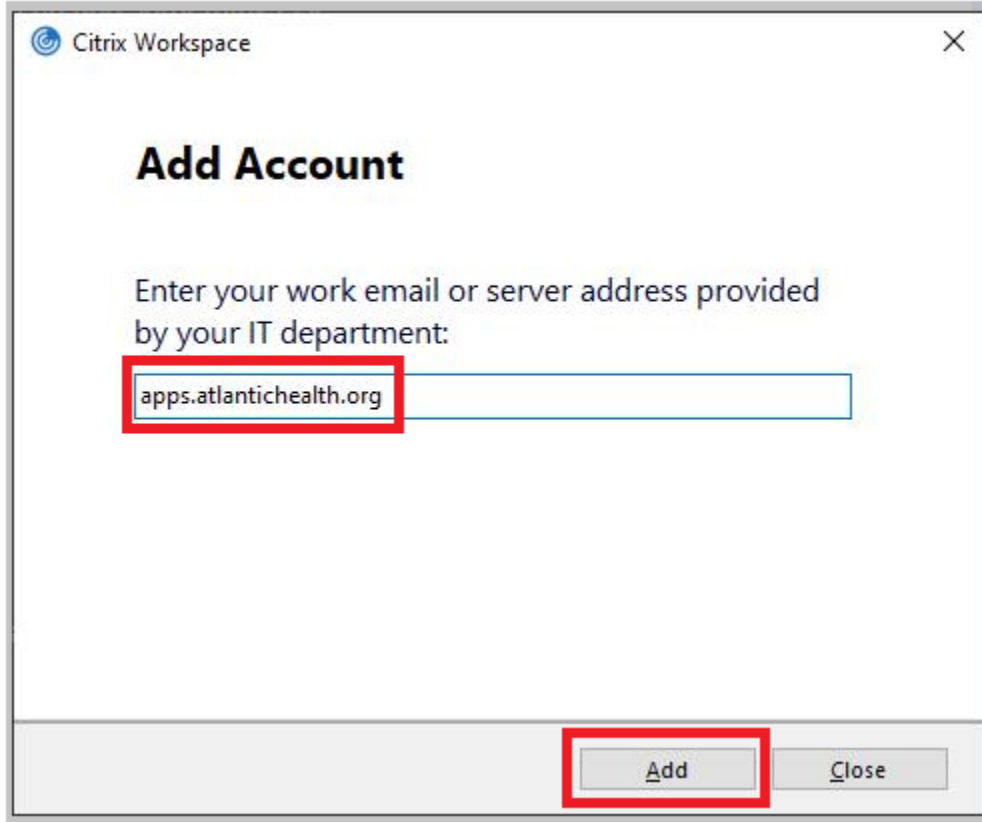 Citrix Workspace
Add Account
Enter your work email or server address provided
by your IT department:
apps.atlantichealth.org
Add
Close